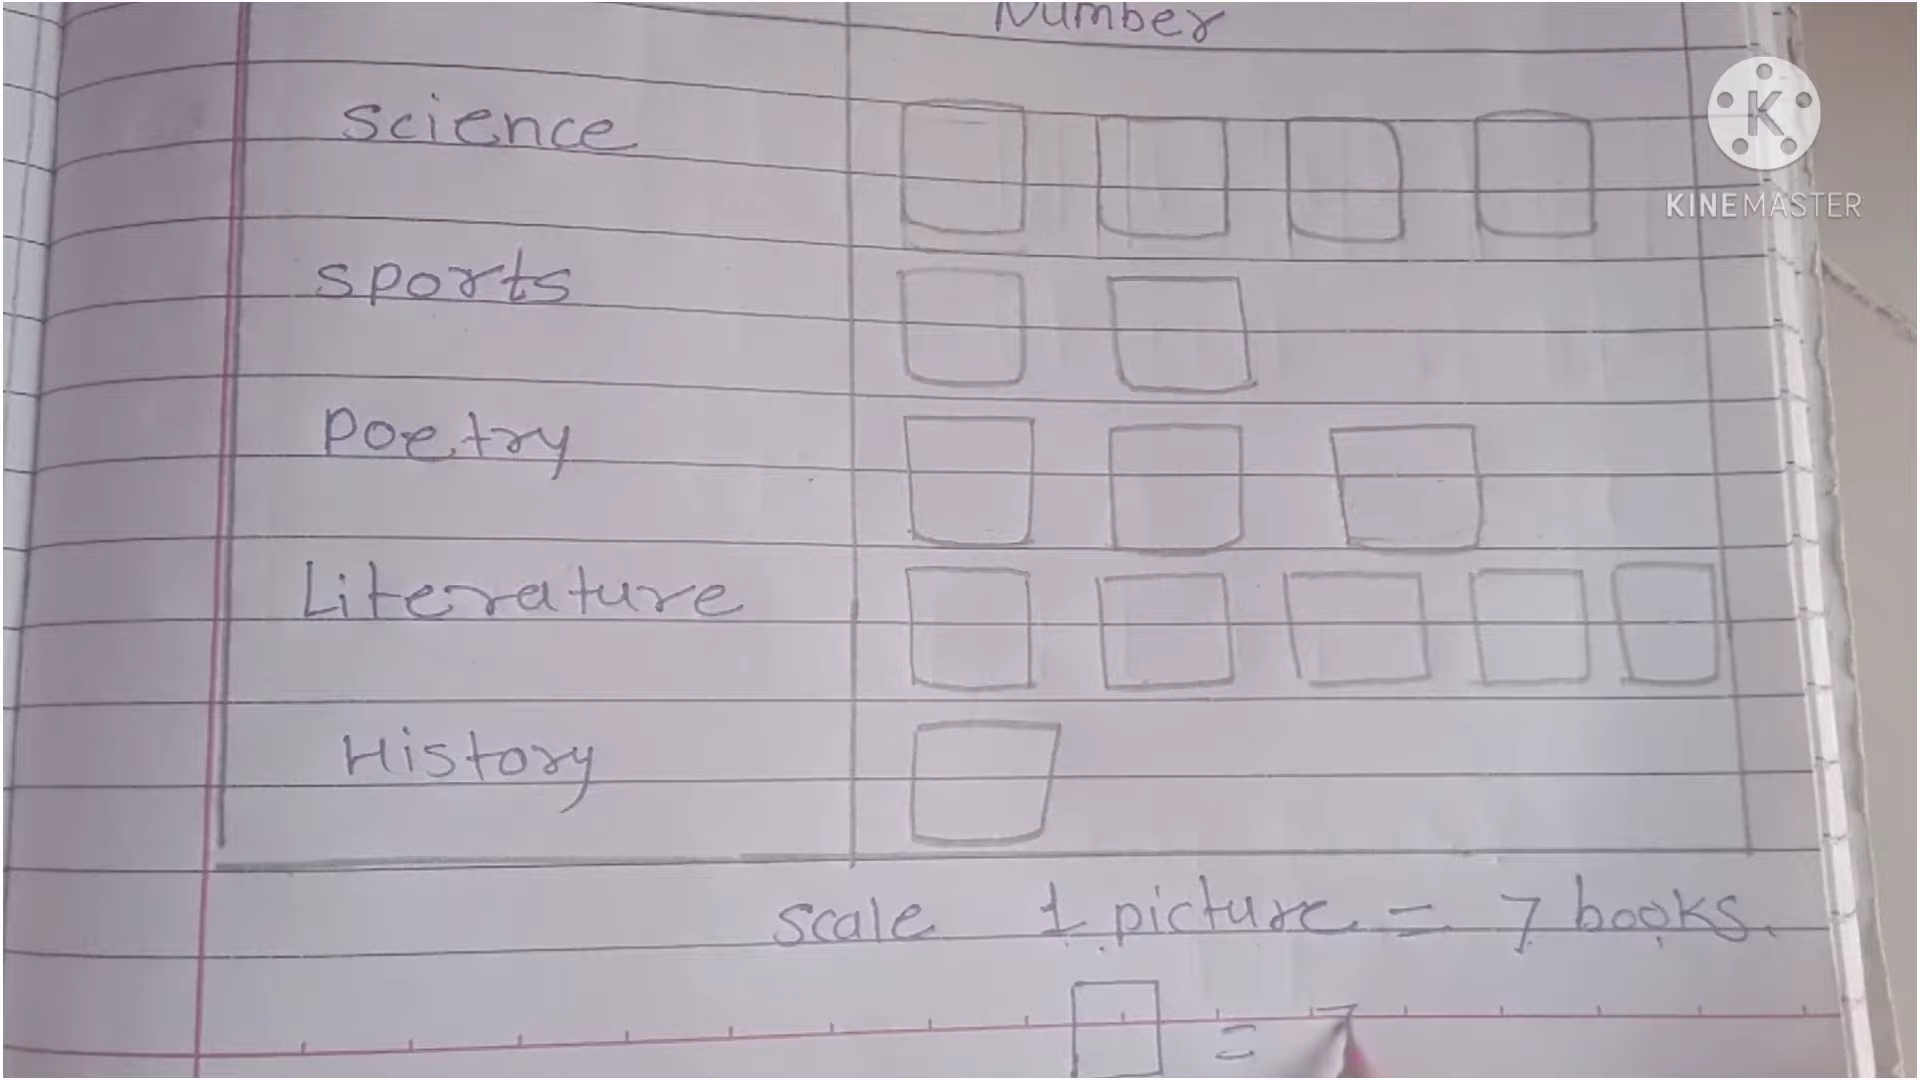 Number
Science
Sports
Poetry
Literature
History
Scale 1 picture = 7 books.
= 7
K
KINEMASTER